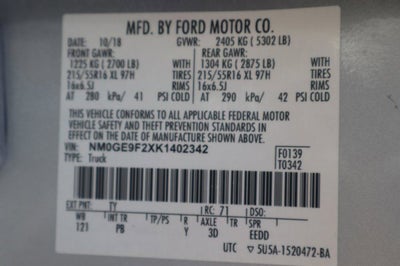 MFD. BY FORD MOTOR CO.
DATE: 10/18 GVWR: 2405 KG ( 5302 LB)
FRONT GAWR: REAR GAWR:
1225 KG ( 2700 LB) WITH 1304 KG ( 2875 LB) WITH
215/55R16 XL 97H TIRES 215/55R16 XL 97H TIRES
16x6.5J RIMS 16x6.5J RIMS
AT 280 kPa/ 41 PSI COLD AT 290 kPa/ 42 PSI COLD
THIS VEHICLE CONFORMS TO ALL APPLICABLE FEDERAL MOTOR
VEHICLE SAFETY AND THEFT PREVENTION STANDARDS IN EFFECT
ON THE DATE OF MANUFACTURE SHOWN ABOVE.
VIN: NM0GE9F2XK1402342 F0139
TYPE: Truck T0342
EXT PNT: TY RC: 71 DSO:
WB INT TR TP/PS R AX TR SPR
121 PB Y 3D EEDD
UTC ▽ 5U5A-1520472-BA